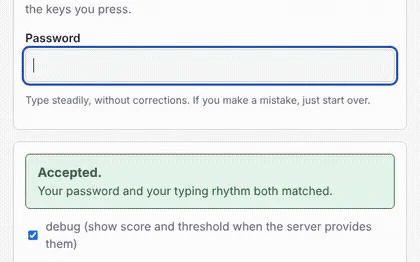 the keys you press.
Password
Type steadily, without corrections. If you make a mistake, just start over.
Accepted.
Your password and your typing rhythm both matched.
debug (show score and threshold when the server provides
them)